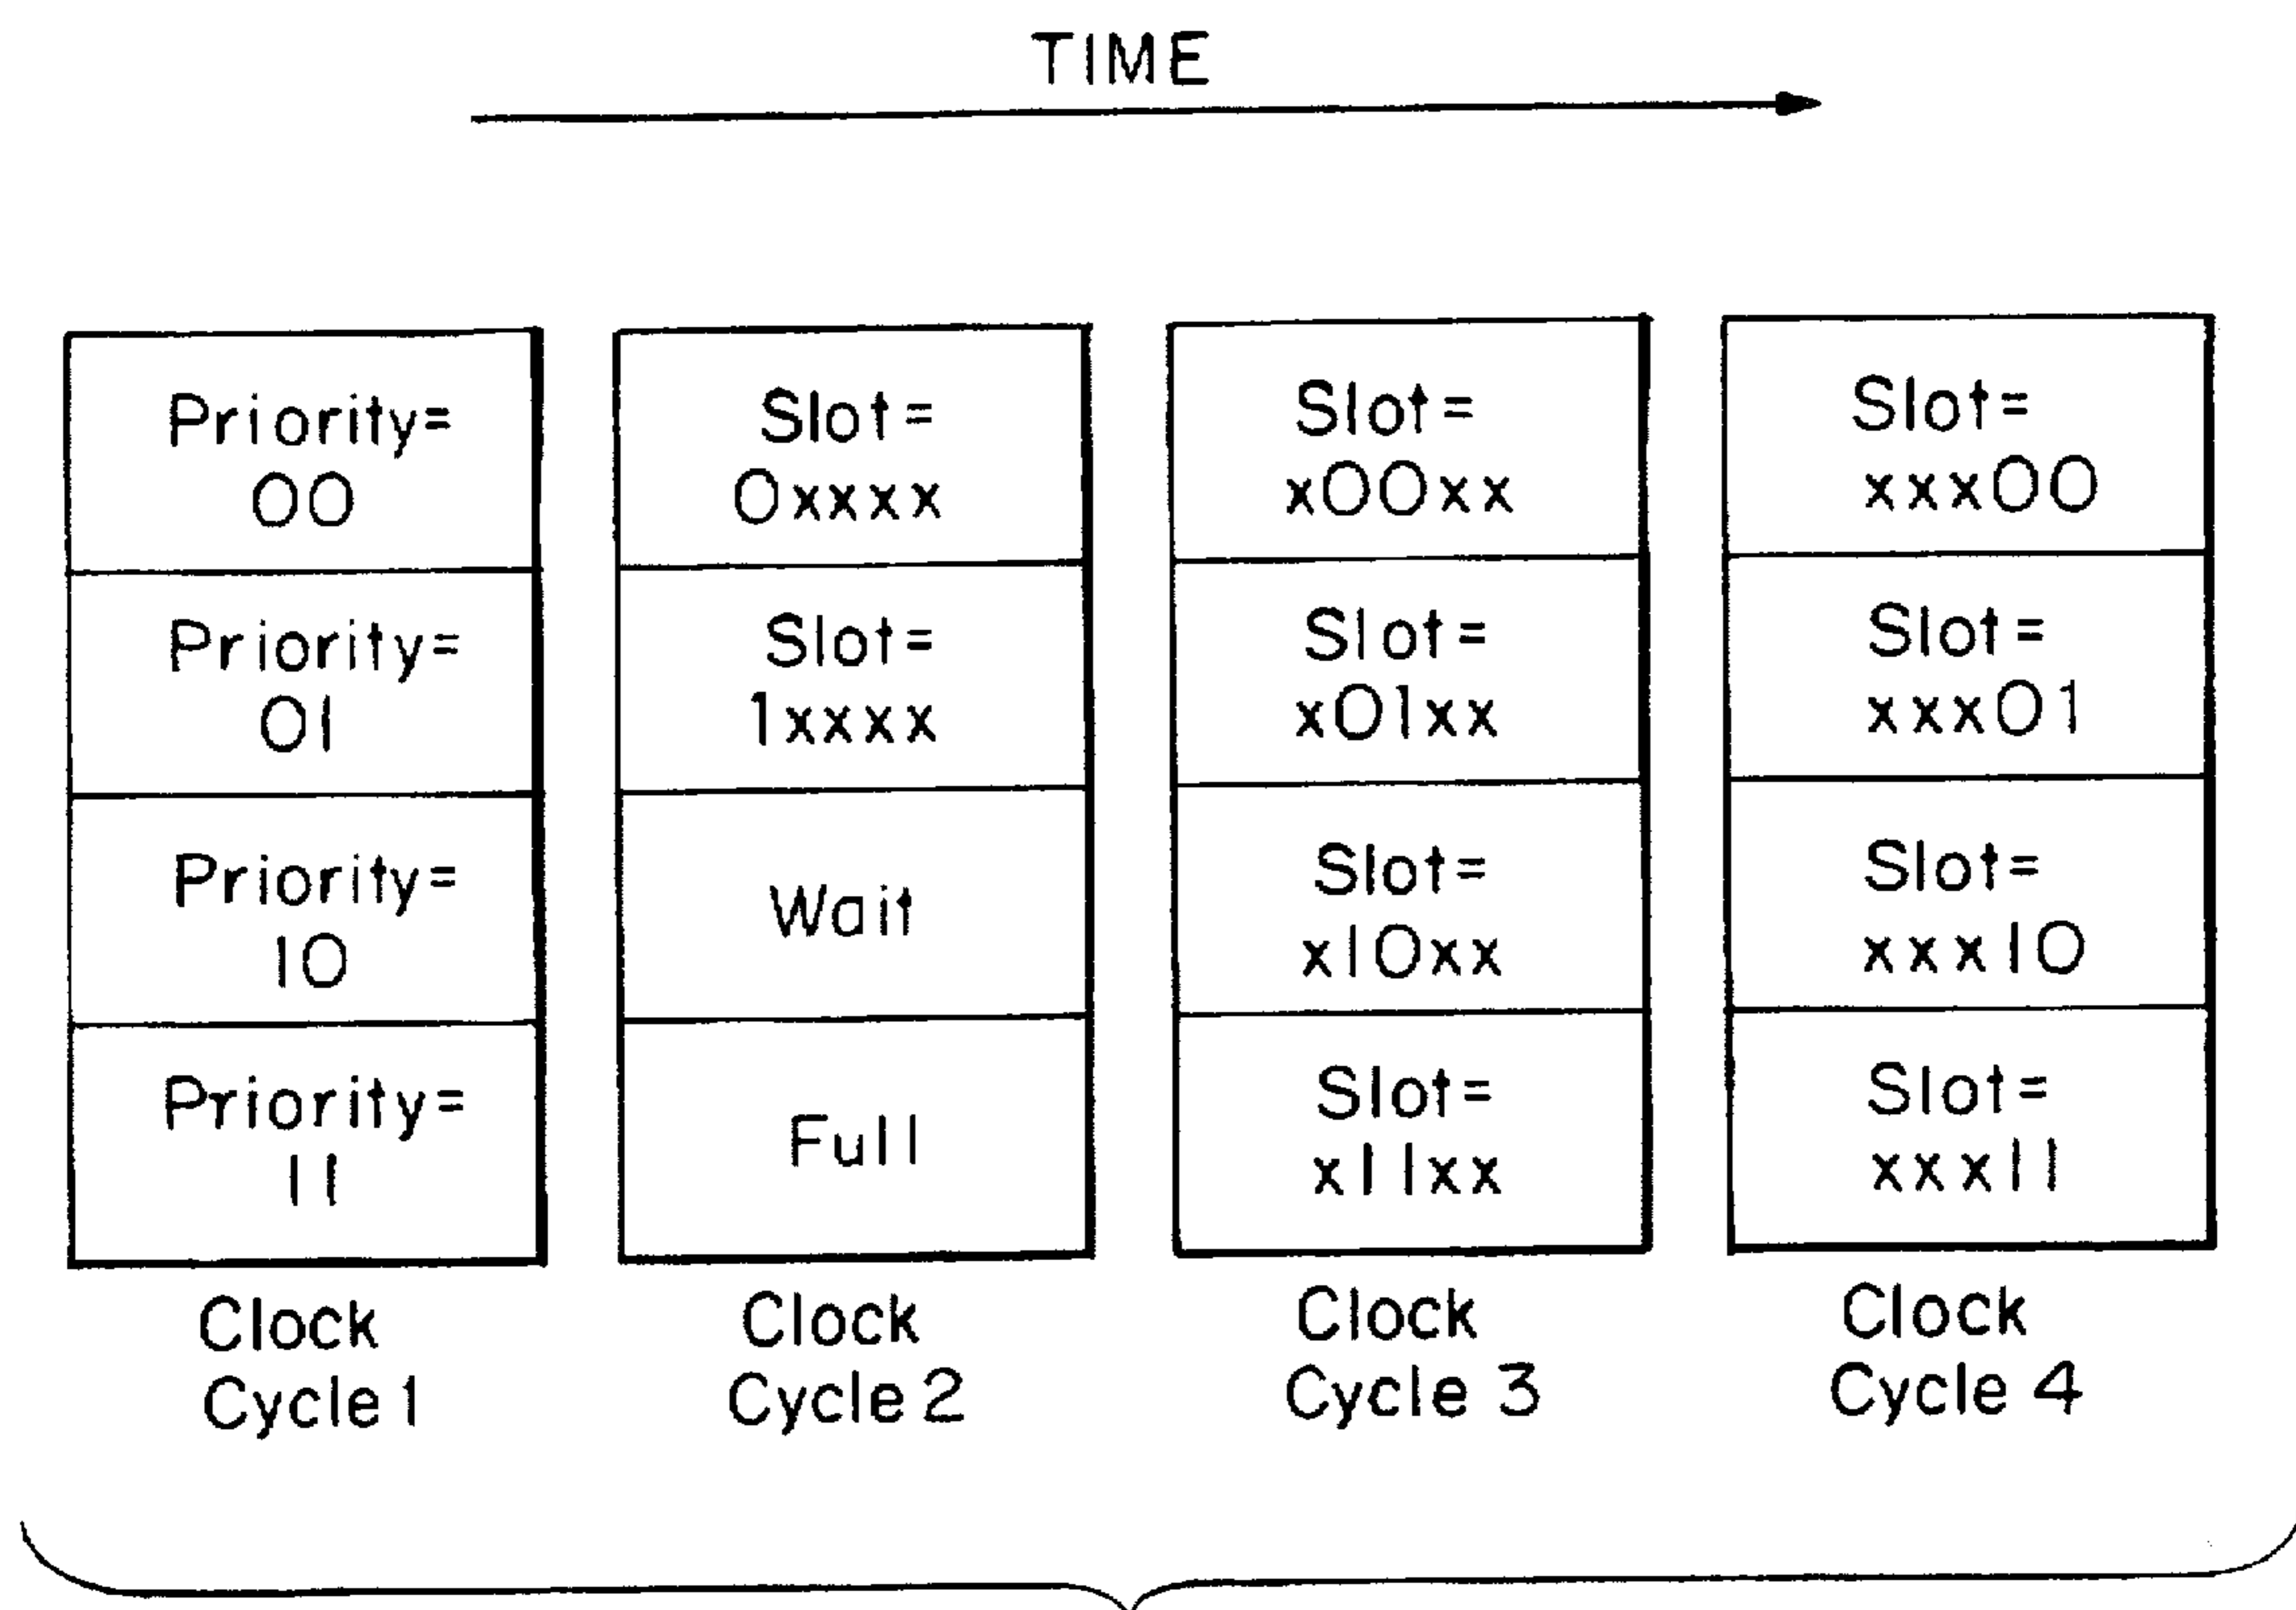 TIME
Priority=
00
Priority=
01
Priority=
10
Priority=
11
Clock
Cycle 1
Slot=
0xxxx
Slot=
1xxxx
Wait
Full
Clock
Cycle 2
Slot=
x00xx
Slot=
x01xx
Slot=
x10xx
Slot=
x11xx
Clock
Cycle 3
Slot=
xxx00
Slot=
xxx01
Slot=
xxx10
Slot=
xxx11
Clock
Cycle 4